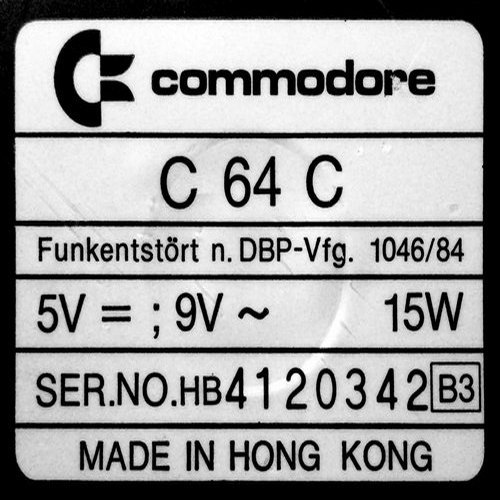 commodore
C 64 C
Funkentstört n. DBP-Vfg. 1046/84
5V = ; 9V ~ 15W
SER.NO.HB4120342 B3
MADE IN HONG KONG